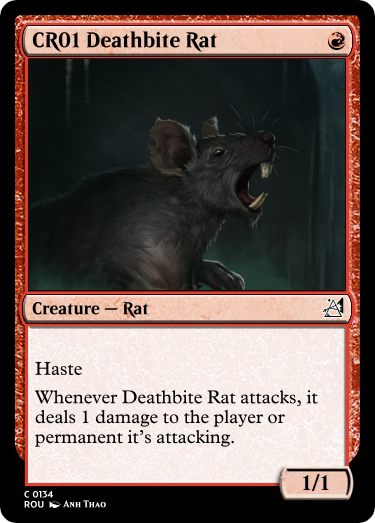 CR01 Deathbite Rat
Creature — Rat
Haste
Whenever Deathbite Rat attacks, it
deals 1 damage to the player or
permanent it's attacking.
1/1
C 0134
ROU Anh Thao